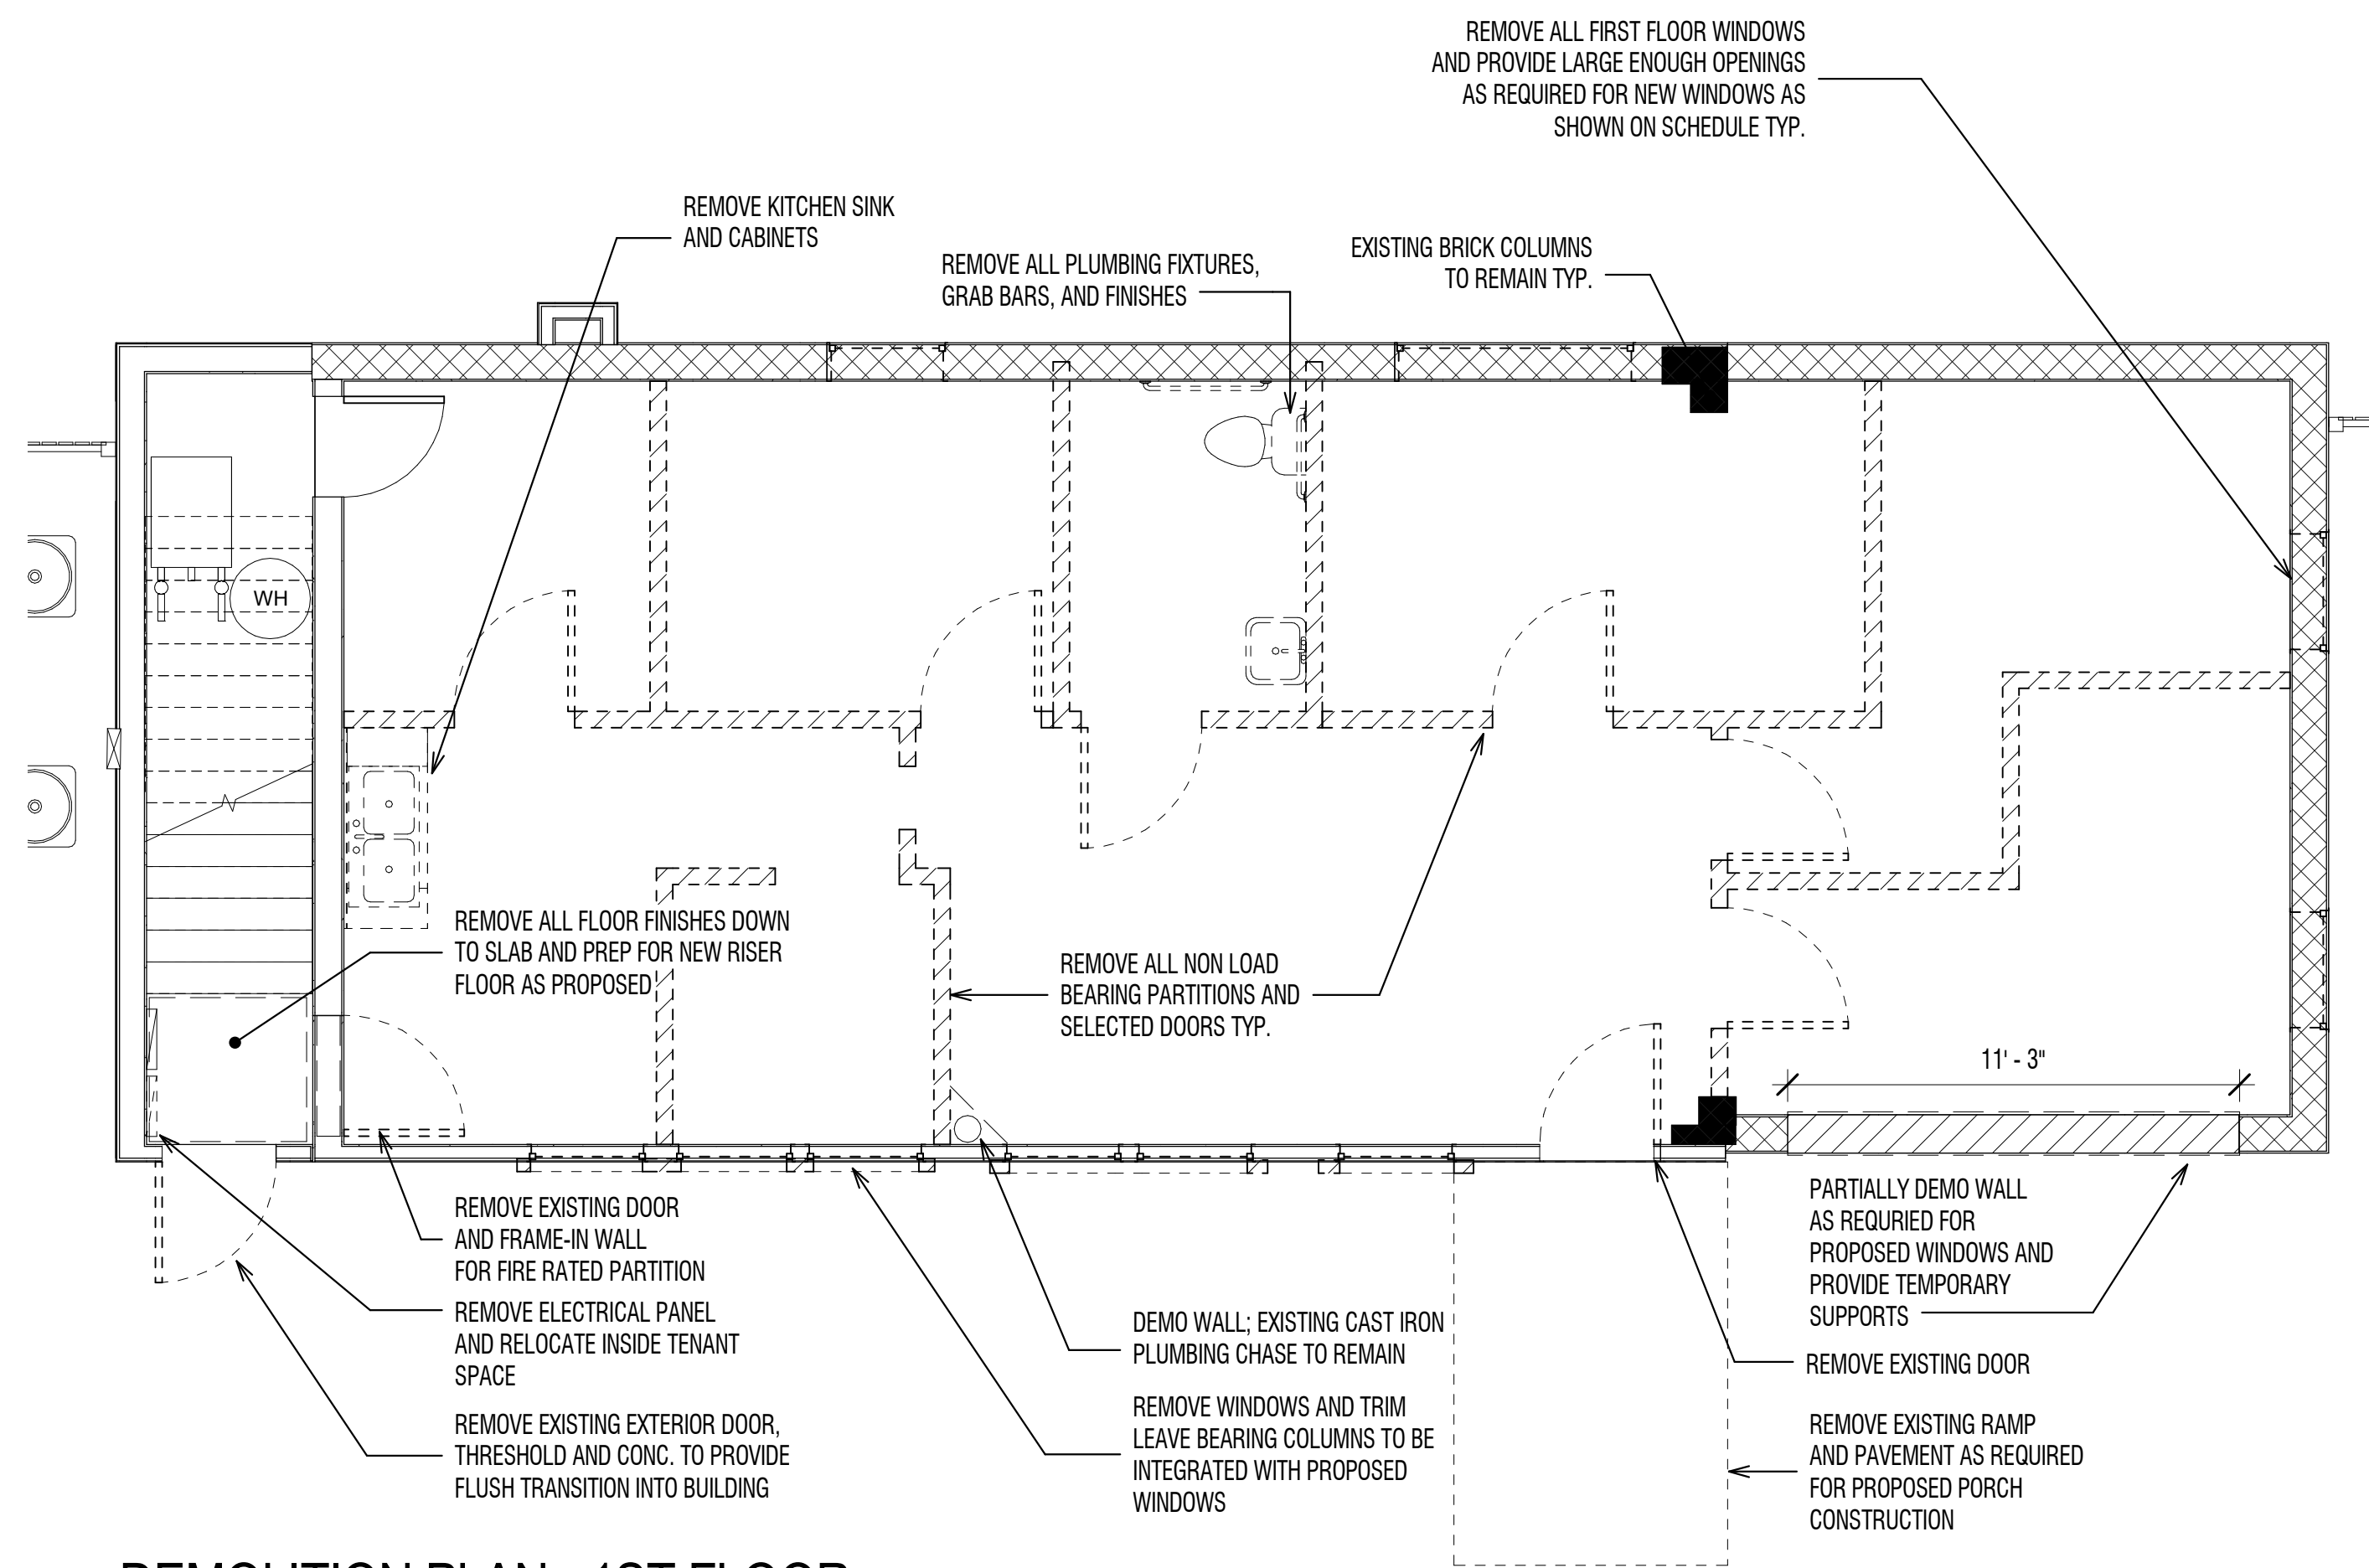 REMOVE ALL FIRST FLOOR WINDOWS
AND PROVIDE LARGE ENOUGH OPENINGS
AS REQUIRED FOR NEW WINDOWS AS
SHOWN ON SCHEDULE TYP.
REMOVE KITCHEN SINK
AND CABINETS
REMOVE ALL PLUMBING FIXTURES,
GRAB BARS, AND FINISHES
EXISTING BRICK COLUMNS
TO REMAIN TYP.
WH
REMOVE ALL FLOOR FINISHES DOWN
TO SLAB AND PREP FOR NEW RISER
FLOOR AS PROPOSED
REMOVE ALL NON LOAD
BEARING PARTITIONS AND
SELECTED DOORS TYP.
11' - 3"
REMOVE EXISTING DOOR
AND FRAME-IN WALL
FOR FIRE RATED PARTITION
REMOVE ELECTRICAL PANEL
AND RELOCATE INSIDE TENANT
SPACE
REMOVE EXISTING EXTERIOR DOOR,
THRESHOLD AND CONC. TO PROVIDE
FLUSH TRANSITION INTO BUILDING
DEMO WALL; EXISTING CAST IRON
PLUMBING CHASE TO REMAIN
REMOVE WINDOWS AND TRIM
LEAVE BEARING COLUMNS TO BE
INTEGRATED WITH PROPOSED
WINDOWS
PARTIALLY DEMO WALL
AS REQURIED FOR
PROPOSED WINDOWS AND
PROVIDE TEMPORARY
SUPPORTS
REMOVE EXISTING DOOR
REMOVE EXISTING RAMP
AND PAVEMENT AS REQUIRED
FOR PROPOSED PORCH
CONSTRUCTION
DEMOLITION PLAN - 1ST FLOOR